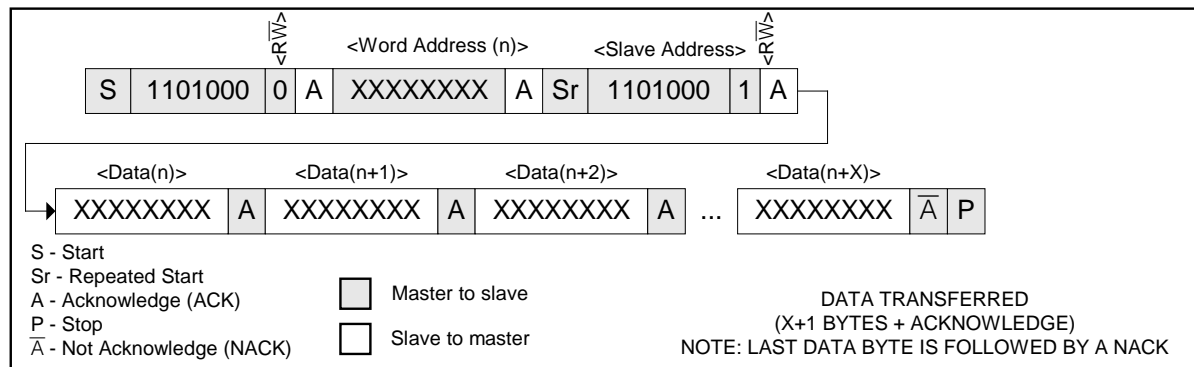 <RW̅>
<Word Address (n)>
<Slave Address>
<RW̅>
S 1101000 0 A XXXXXXXX A Sr 1101000 1 A
<Data(n)> <Data(n+1)> <Data(n+2)> <Data(n+X)>
XXXXXXXX A XXXXXXXX A XXXXXXXX A ... XXXXXXXX A̅ P
S - Start
Sr - Repeated Start
A - Acknowledge (ACK)
P - Stop
A̅ - Not Acknowledge (NACK)
Master to slave
Slave to master
DATA TRANSFERRED
(X+1 BYTES + ACKNOWLEDGE)
NOTE: LAST DATA BYTE IS FOLLOWED BY A NACK